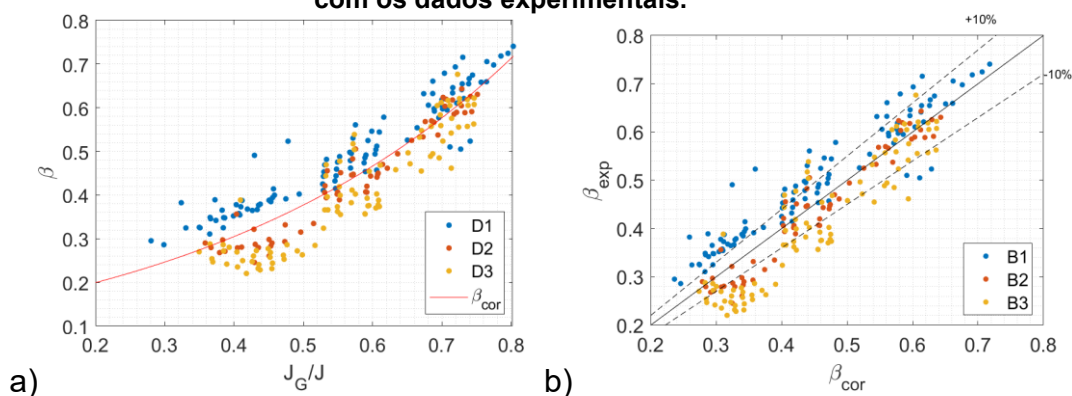 com os dados experimentais.
0.8
0.7
0.6
0.5
0.4
0.3
0.2
0.1
β
0.2 0.3 0.4 0.5 0.6 0.7 0.8
J_G/J
D1
D2
D3
β_cor
a)
+10%
-10%
0.8
0.7
0.6
0.5
0.4
0.3
0.2
β_exp
0.2 0.3 0.4 0.5 0.6 0.7 0.8
β_cor
B1
B2
B3
b)